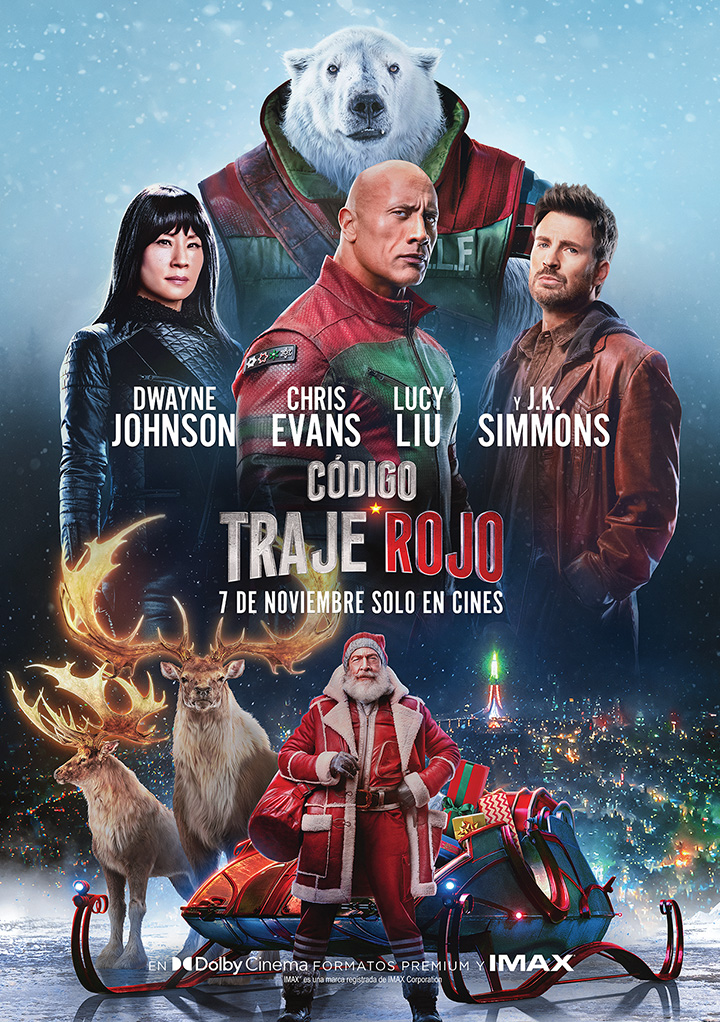 DWAYNE JOHNSON
CHRIS EVANS
LUCY LIU
Y J.K. SIMMONS
CÓDIGO
TRAJE ROJO
7 DE NOVIEMBRE SOLO EN CINES
EN Dolby Cinema FORMATOS PREMIUM Y IMAX
IMAX® es una marca registrada de IMAX Corporation